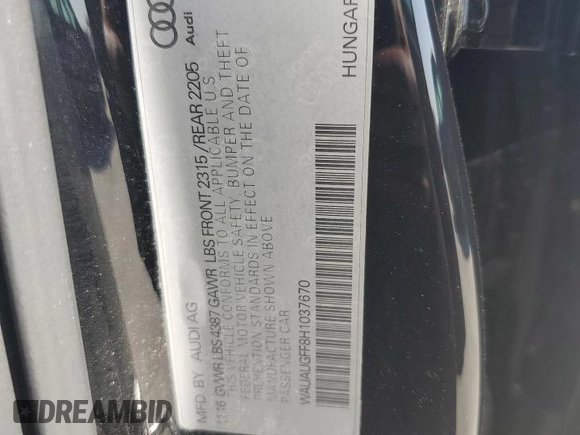 MFD BY AUDI AG
11/16 GVWR LBS 4387 GAWR LBS FRONT 2315/REAR 2205
THIS VEHICLE CONFORMS TO ALL APPLICABLE U.S.
FEDERAL MOTOR VEHICLE SAFETY, BUMPER AND THEFT
PREVENTION STANDARDS IN EFFECT ON THE DATE OF
MANUFACTURE SHOWN ABOVE
PASSENGER CAR
WAUAUGFF8H1037670
Audi
DREAMBID